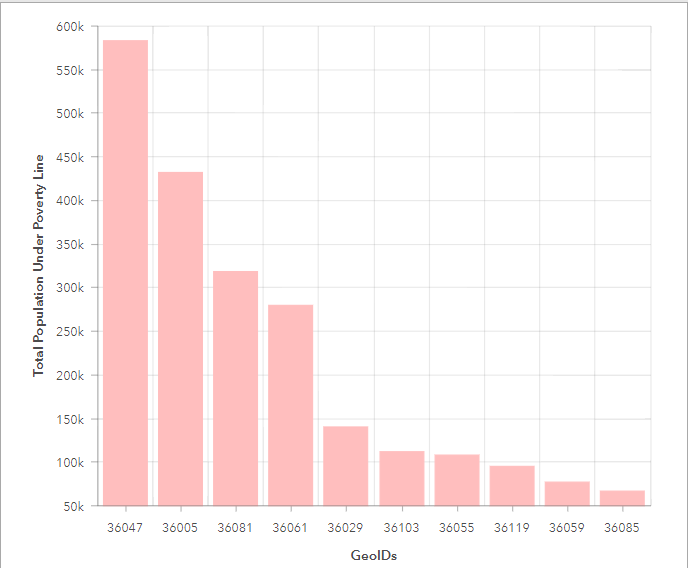 600k
550k
500k
450k
400k
350k
300k
250k
200k
150k
100k
50k
Total Population Under Poverty Line
36047 36005 36081 36061 36029 36103 36055 36119 36059 36085
GeoIDs